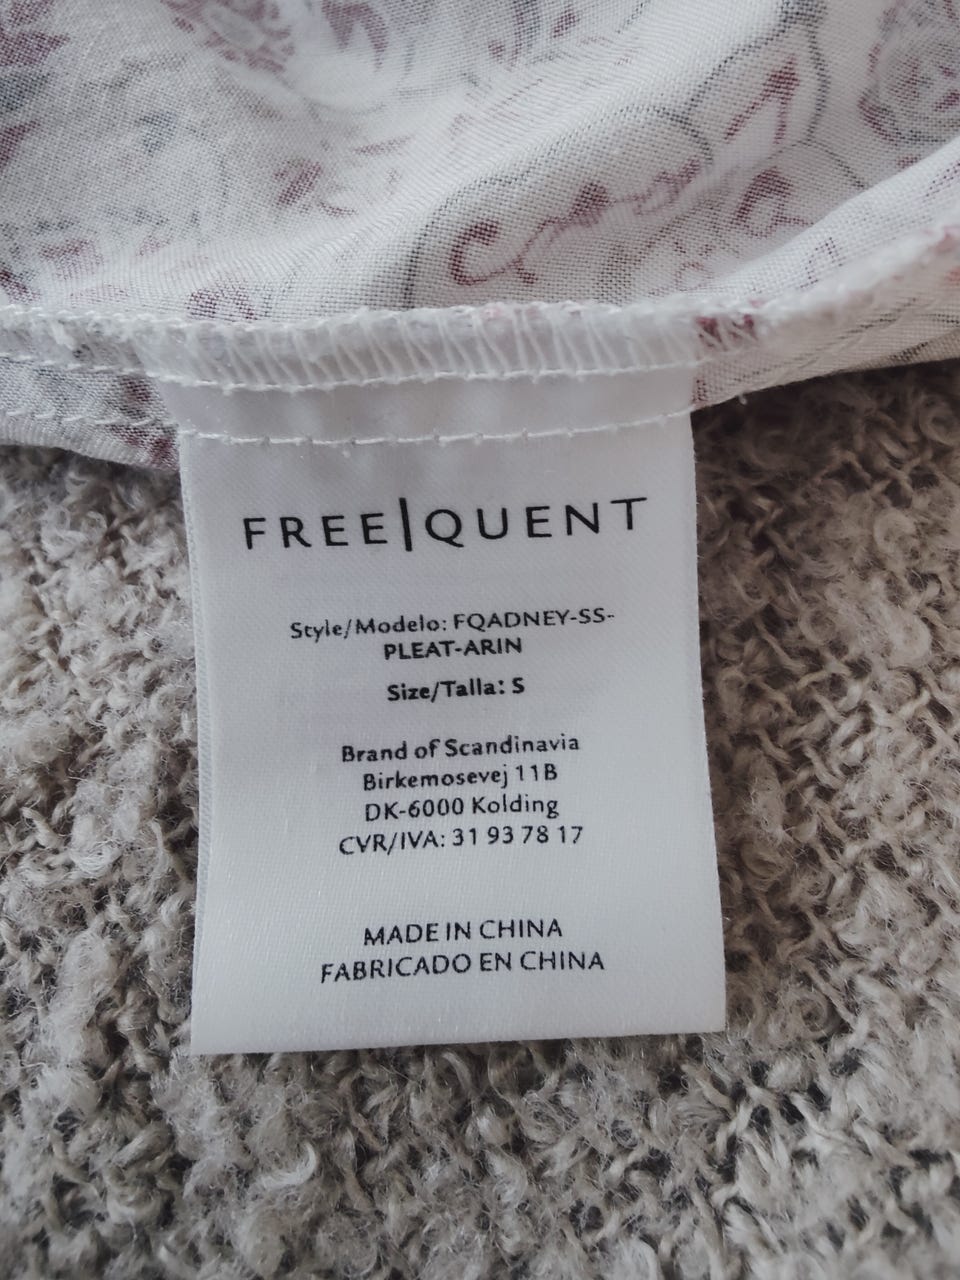 FREE|QUENT
Style/Modelo: FQADNEY-SS-
PLEAT-ARIN
Size/Talla: S
Brand of Scandinavia
Birkemosevej 11B
DK-6000 Kolding
CVR/IVA: 31 93 78 17
MADE IN CHINA
FABRICADO EN CHINA